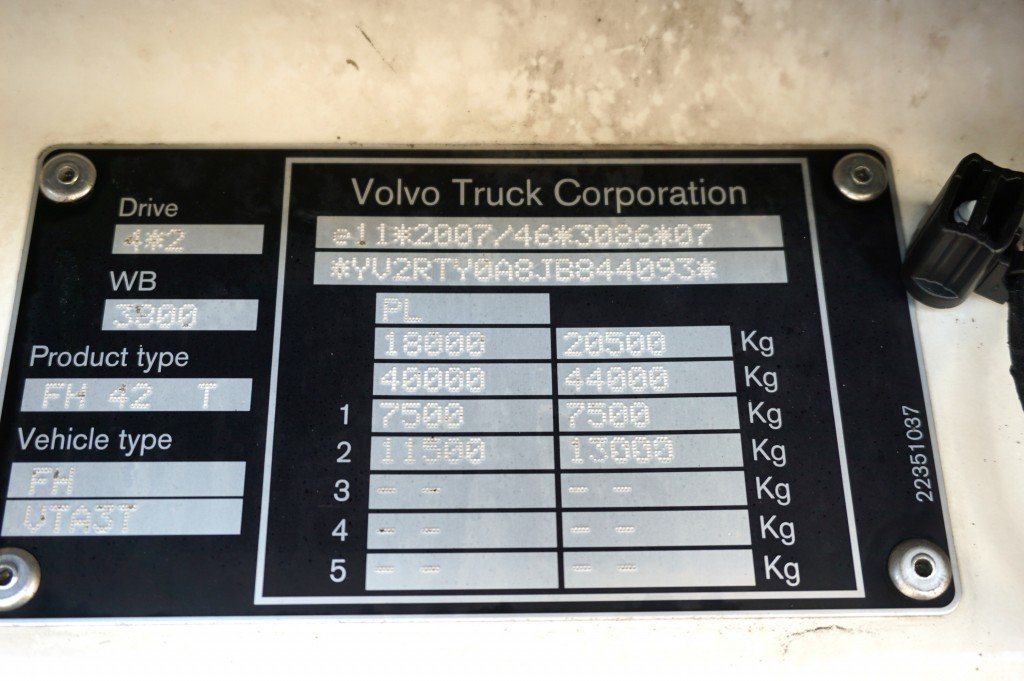 Volvo Truck Corporation
Drive
4*2
WB
3800
Product type
FH 42 T
Vehicle type
FH
VTA3T
e11*2007/46*3086*07
*YV2RTY0A8JB844093*
PL
18000 20500 Kg
40000 44000 Kg
1 7500 7500 Kg
2 11500 13000 Kg
3 -- -- -- -- Kg
4 -- -- -- -- Kg
5 -- -- -- -- Kg
22351037